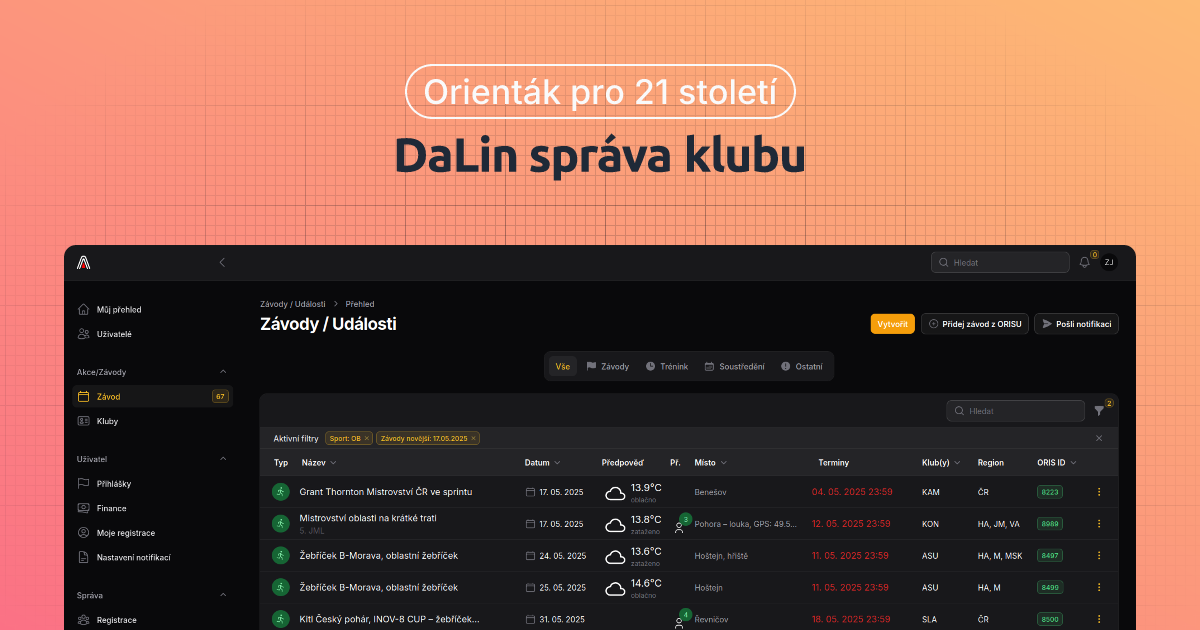 Orienták pro 21 století
DaLin správa klubu
Hledat
0
ZJ
Můj přehled
Uživatelé
Akce/Závody
Závod 67
Kluby
Uživatel
Přihlášky
Finance
Moje registrace
Nastavení notifikací
Správa
Registrace
Závody / Události > Přehled
Závody / Události
Vytvořit
Přidej závod z ORISU
Pošli notifikaci
Vše Závody Trénink Soustředění Ostatní
Hledat
2
Aktivní filtry Sport: OB × Závody novější: 17.05.2025 ×
Typ Název Datum Předpověď Př. Místo Termíny Klub(y) Region ORIS ID
Grant Thornton Mistrovství ČR ve sprintu 17. 05. 2025 13.9°C Benešov 04. 05. 2025 23:59 KAM ČR 8223
oblačno
Mistrovství oblasti na krátké trati 17. 05. 2025 13.8°C 3 Pohora – louka, GPS: 49.5... 12. 05. 2025 23:59 KON HA, JM, VA 8989
5. JML zataženo
Žebříček B-Morava, oblastní žebříček 24. 05. 2025 13.6°C Hoštejn, hřiště 11. 05. 2025 23:59 ASU HA, M, MSK 8497
zataženo
Žebříček B-Morava, oblastní žebříček 25. 05. 2025 14.6°C Hoštejn 11. 05. 2025 23:59 ASU HA, M 8499
oblačno
Kitl Český pohár, INOV-8 CUP – žebříček... 31. 05. 2025 4 Řevničov 18. 05. 2025 23:59 SLA ČR 8500